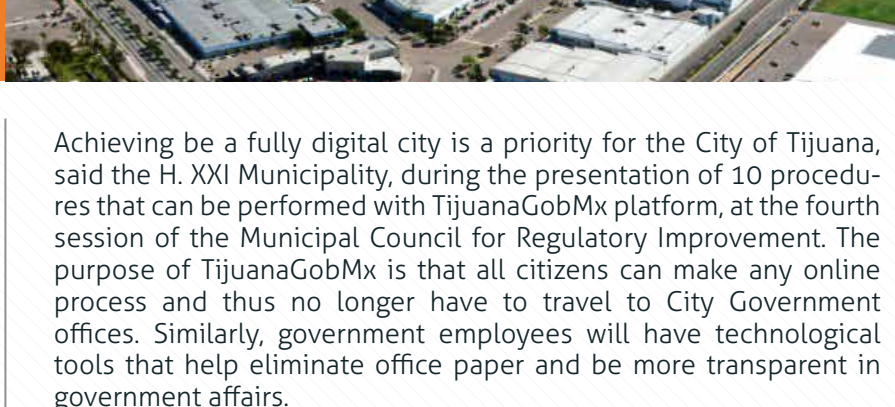 Achieving be a fully digital city is a priority for the City of Tijuana,
said the H. XXI Municipality, during the presentation of 10 procedu-
res that can be performed with TijuanaGobMx platform, at the fourth
session of the Municipal Council for Regulatory Improvement. The
purpose of TijuanaGobMx is that all citizens can make any online
process and thus no longer have to travel to City Government
offices. Similarly, government employees will have technological
tools that help eliminate office paper and be more transparent in
government affairs.